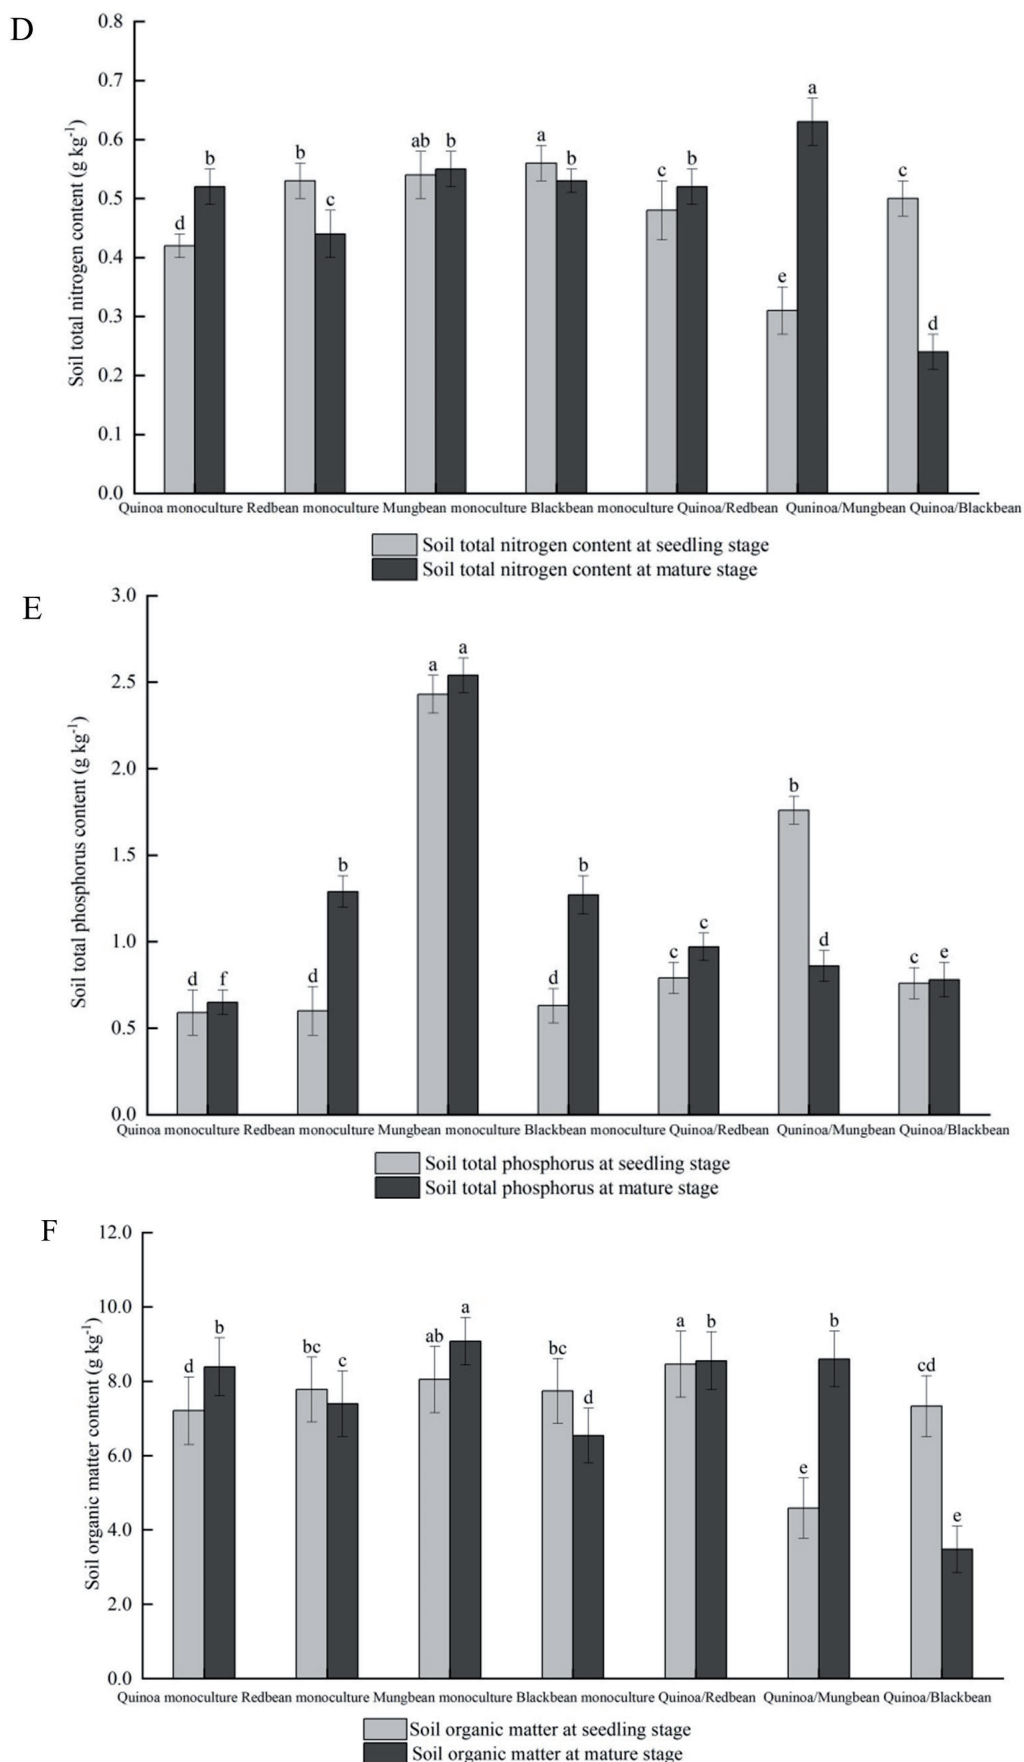 D
Soil total nitrogen content (g kg-1)
0.8
0.7
0.6
0.5
0.4
0.3
0.2
0.1
0.0
d b b c ab b a b c b e a c d
Quinoa monoculture Redbean monoculture Mungbean monoculture Blackbean monoculture Quinoa/Redbean Quninoa/Mungbean Quinoa/Blackbean
Soil total nitrogen content at seedling stage
Soil total nitrogen content at mature stage
E
Soil total phosphorus content (g kg-1)
3.0
2.5
2.0
1.5
1.0
0.5
0.0
d f d b a a d b c c b d c e
Quinoa monoculture Redbean monoculture Mungbean monoculture Blackbean monoculture Quinoa/Redbean Quninoa/Mungbean Quinoa/Blackbean
Soil total phosphorus at seedling stage
Soil total phosphorus at mature stage
F
Soil organic matter content (g kg-1)
12.0
10.0
8.0
6.0
4.0
2.0
0.0
d b bc c ab a bc d a b e b cd e
Quinoa monoculture Redbean monoculture Mungbean monoculture Blackbean monoculture Quinoa/Redbean Quninoa/Mungbean Quinoa/Blackbean
Soil organic matter at seedling stage
Soil organic matter at mature stage